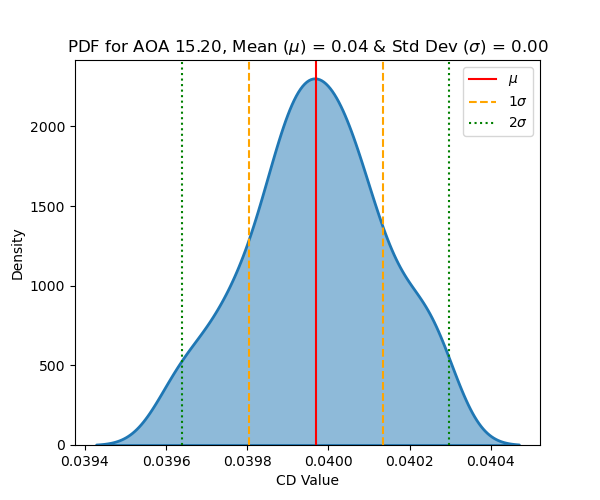 PDF for AOA 15.20, Mean (μ) = 0.04 & Std Dev (σ) = 0.00
μ
1σ
2σ
2000
1500
1000
500
0
Density
0.0394 0.0396 0.0398 0.0400 0.0402 0.0404
CD Value